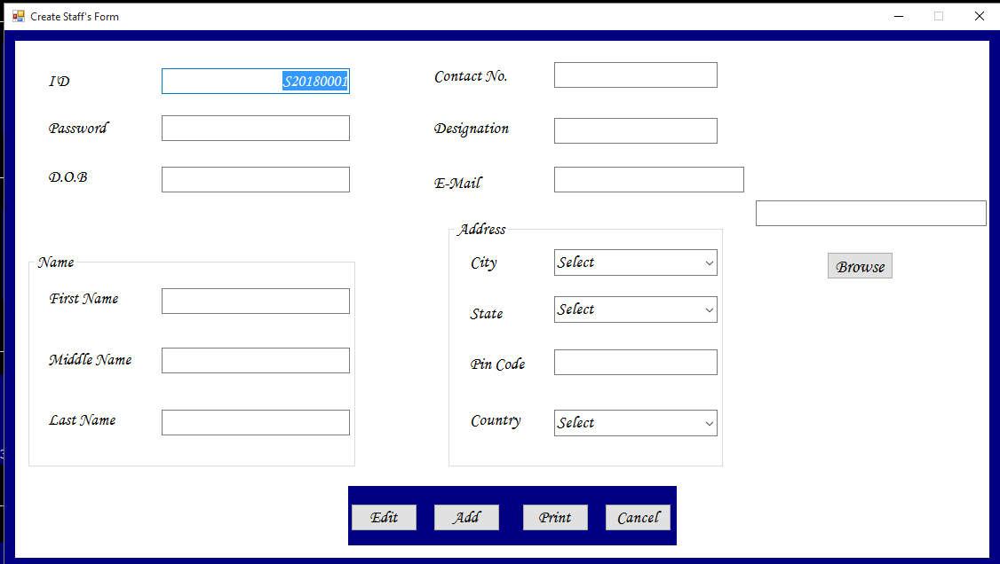 Create Staff's Form
ID
S20180001
Password
D.O.B
Contact No.
Designation
E-Mail
Name
First Name
Middle Name
Last Name
Address
City
Select
State
Select
Pin Code
Country
Select
Browse
Edit
Add
Print
Cancel